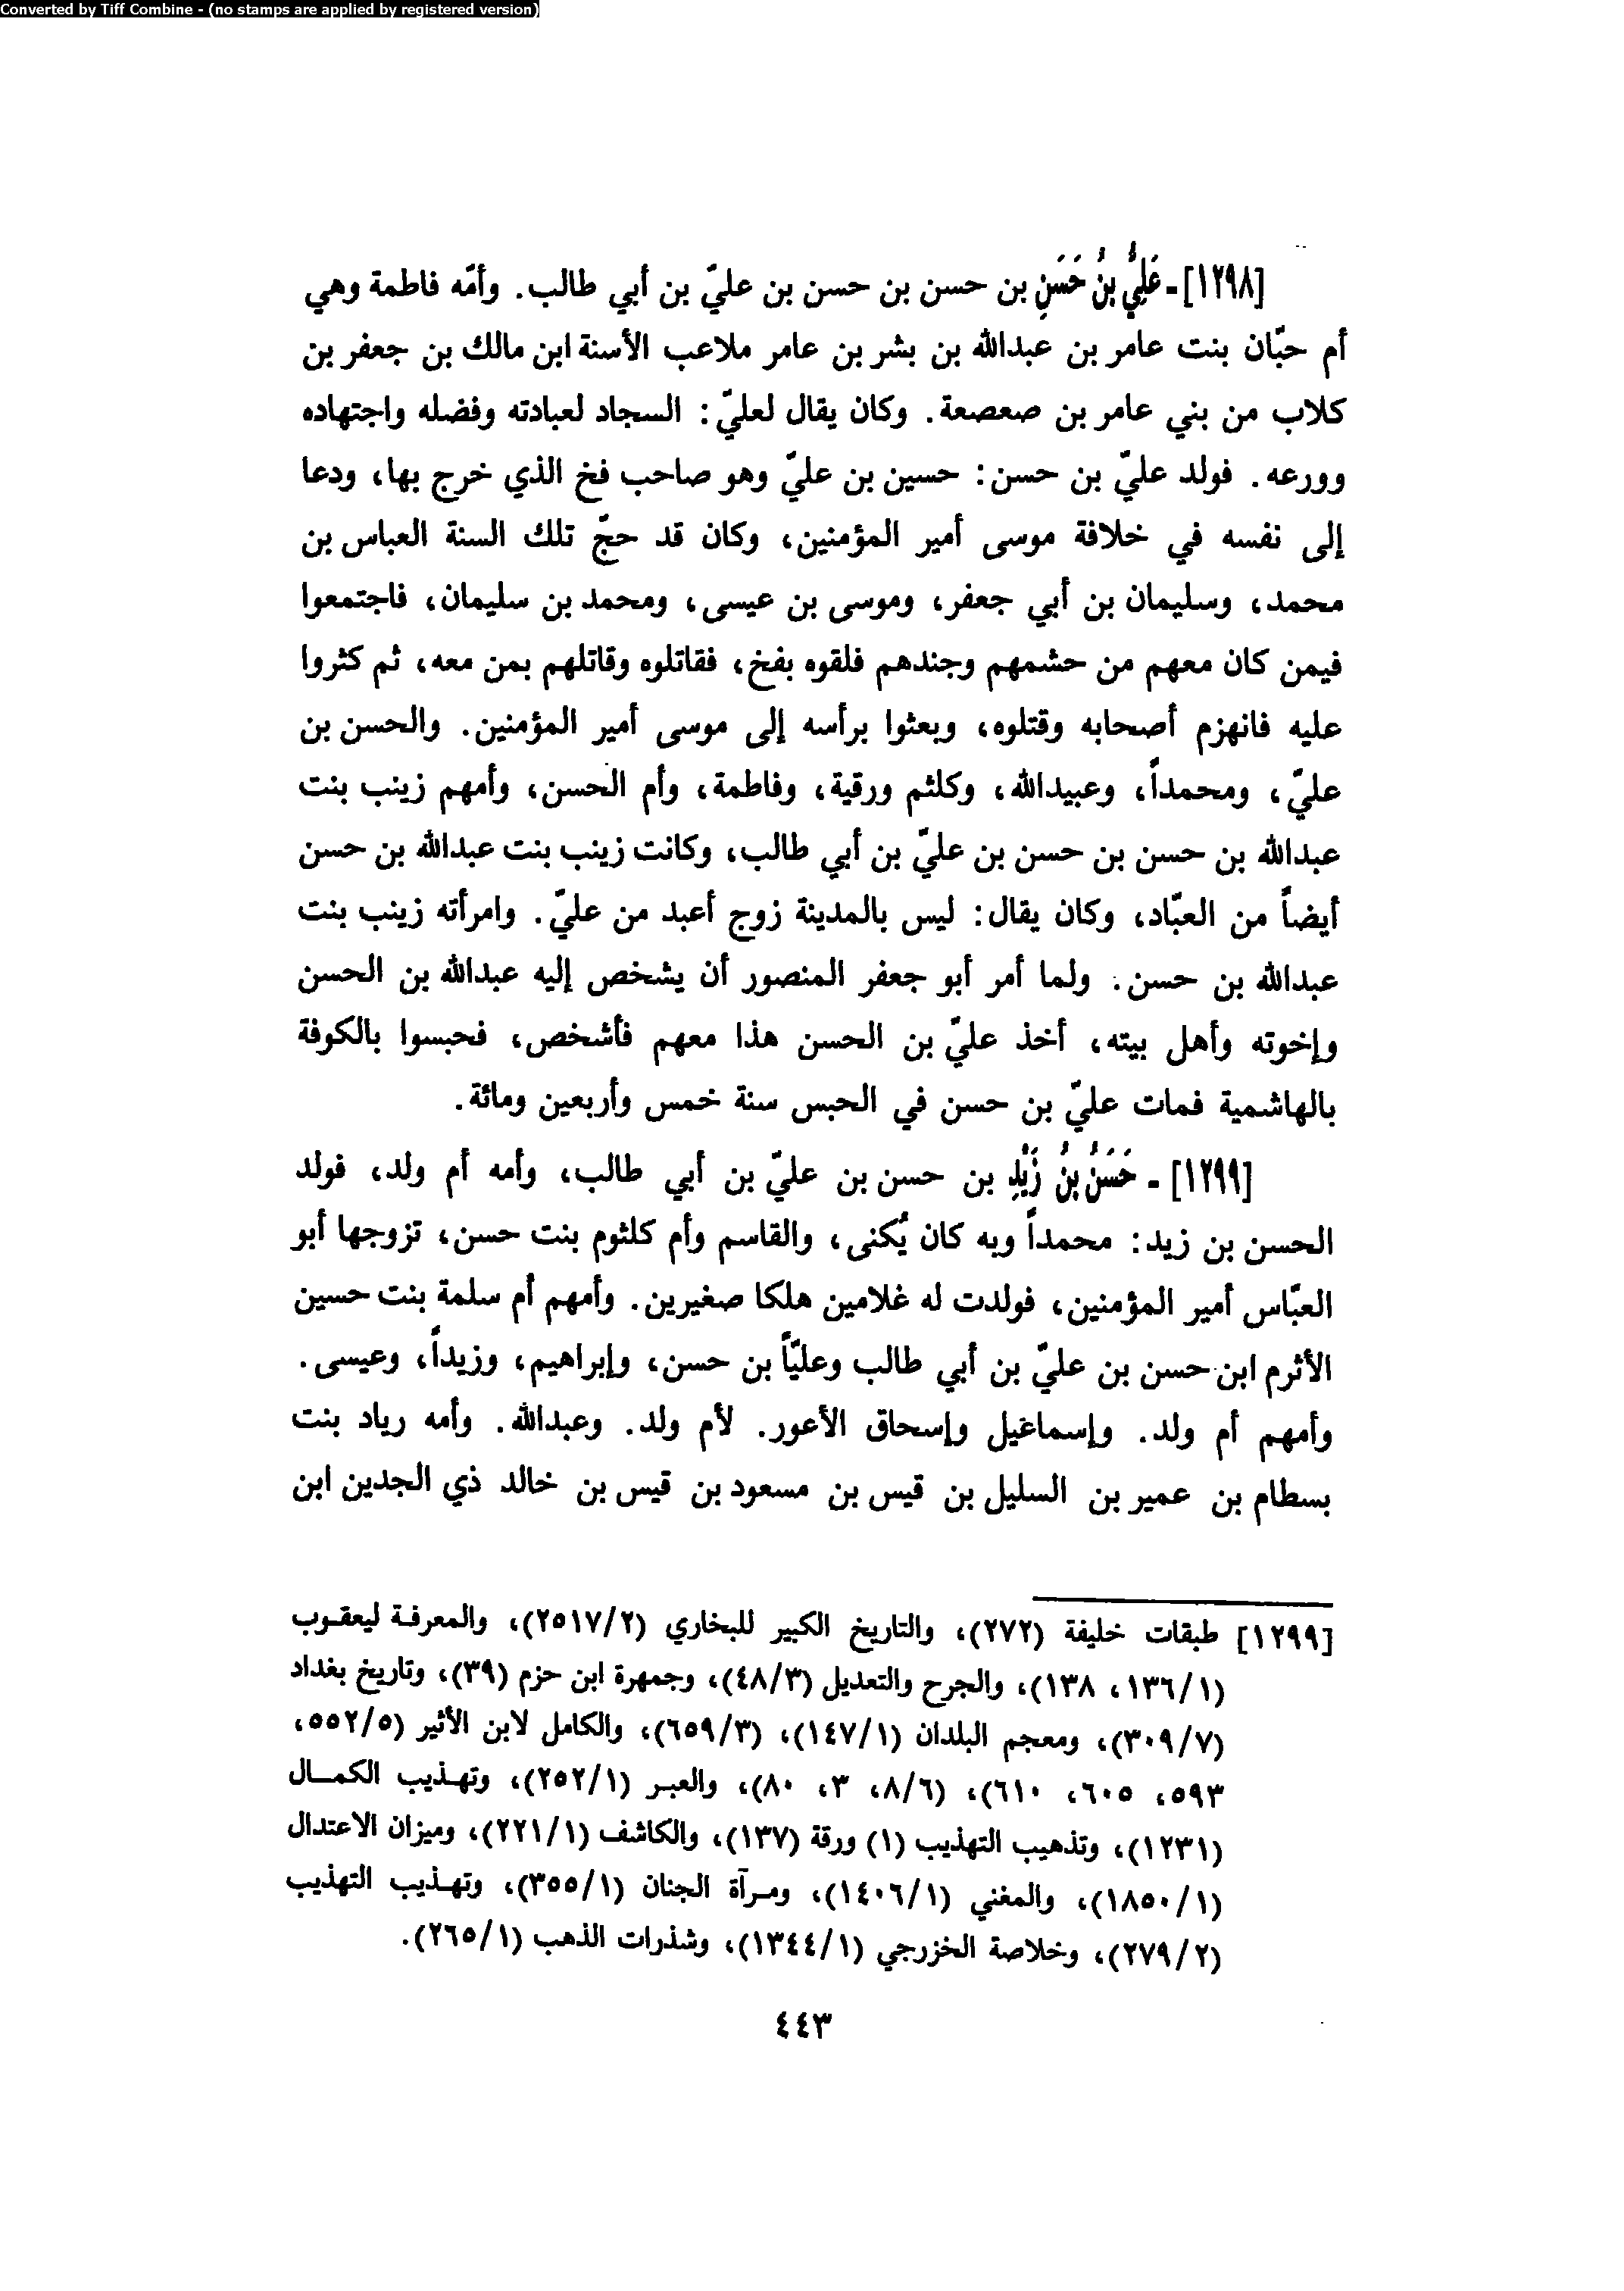 Converted by Tiff Combine - (no stamps are applied by registered version)
[١٢٩٨]- عَلِيُّ بنُ حَسَنِ بن حسن بن حسن بن عليّ بن أبي طالب. وأمّه فاطمة وهي
أم حبّان بنت عامر بن عبدالله بن بشر بن عامر ملاعب الأسنة ابن مالك بن جعفر بن
كلاب من بني عامر بن صعصعة. وكان يقال لعليّ: السجاد لعبادته وفضله واجتهاده
وورعه. فولد عليّ بن حسن: حسين بن عليّ وهو صاحب فخ الذي خرج بها، ودعا
إلى نفسه في خلافة موسى أمير المؤمنين، وكان قد حجّ تلك السنة العباس بن
محمد، وسليمان بن أبي جعفر، وموسى بن عيسى، ومحمد بن سليمان، فاجتمعوا
فيمن كان معهم من حشمهم وجندهم فلقوه بفخ، فقاتلوه وقاتلهم بمن معه، ثم كثروا
عليه فانهزم أصحابه وقتلوه، وبعثوا برأسه إلى موسى أمير المؤمنين. والحسن بن
عليّ، ومحمداً، وعبيدالله، وكلثم ورقية، وفاطمة، وأم الحسن، وأمهم زينب بنت
عبدالله بن حسن بن حسن بن عليّ بن أبي طالب، وكانت زينب بنت عبدالله بن حسن
أيضاً من العبّاد، وكان يقال: ليس بالمدينة زوج أعبد من عليّ. وامرأته زينب بنت
عبدالله بن حسن. ولما أمر أبو جعفر المنصور أن يشخص إليه عبدالله بن الحسن
وإخوته وأهل بيته، أخذ عليّ بن الحسن هذا معهم فأشخص، فحبسوا بالكوفة
بالهاشمية فمات عليّ بن حسن في الحبس سنة خمس وأربعين ومائة.
[١٢٩٩] - حَسَنُ بنُ زَيْدِ بن حسن بن عليّ بن أبي طالب، وأمه أم ولد، فولد
الحسن بن زيد: محمداً وبه كان يُكنى، والقاسم وأم كلثوم بنت حسن، تزوجها أبو
العبّاس أمير المؤمنين، فولدت له غلامين هلكا صغيرين. وأمهم أم سلمة بنت حسين
الأثرم ابن حسن بن عليّ بن أبي طالب وعليّاً بن حسن، وإبراهيم، وزيداً، وعيسى.
وأمهم أم ولد. وإسماعيل وإسحاق الأعور. لأم ولد. وعبدالله. وأمه رياد بنت
بسطام بن عمير بن السليل بن قيس بن مسعود بن قيس بن خالد ذي الجدين ابن
[١٢٩٩] طبقات خليفة (٢٧٢)، والتاريخ الكبير للبخاري (٢٥١٧/٢)، والمعرفة ليعقوب
(١٣٦/١، ١٣٨)، والجرح والتعديل (٤٨/٣)، وجمهرة ابن حزم (٣٩)، وتاريخ بغداد
(٣٠٩/٧)، ومعجم البلدان (١٤٧/١)، (٦٥٩/٣)، والكامل لابن الأثير (٥٥٢/٥،
٥٩٣، ٦٠٥، ٦١٠)، (٨/٦، ٣، ٨٠)، والعبر (٢٥٢/١)، وتهذيب الكمال
(١٢٣١)، وتذهيب التهذيب (١) ورقة (١٣٧)، والكاشف (٢٢١/١)، وميزان الاعتدال
(١٨٥٠/١)، والمغني (١٤٠٦/١)، ومرآة الجنان (٣٥٥/١)، وتهذيب التهذيب
(٢٧٩/٢)، وخلاصة الخزرجي (١٣٤٤/١)، وشذرات الذهب (٢٦٥/١).
٤٤٣